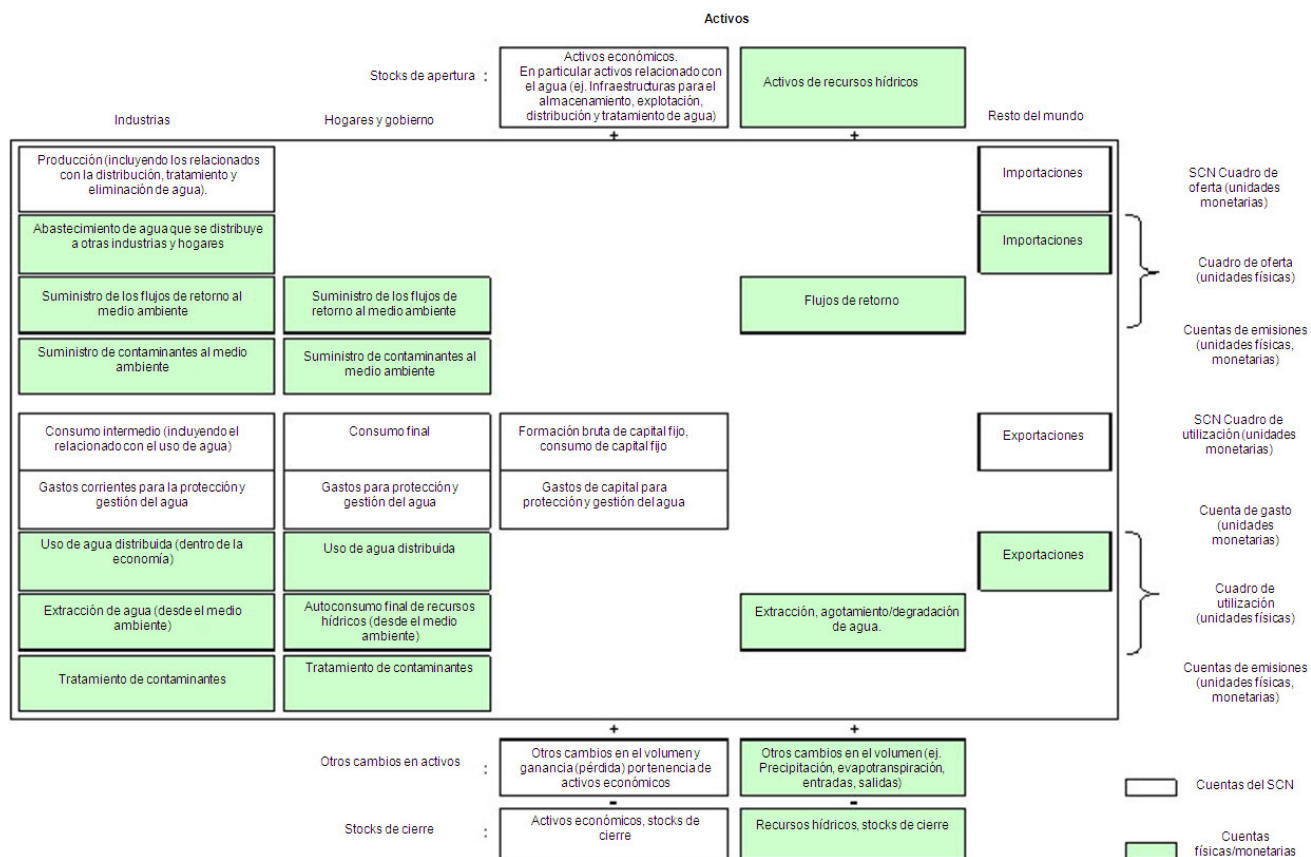 Activos
Stocks de apertura :
Activos económicos.
En particular activos relacionado con
el agua (ej. Infraestructuras para el
almacenamiento, explotación,
distribución y tratamiento de agua)
Activos de recursos hídricos
Industrias
Hogares y gobierno
Resto del mundo
+
+
Producción (incluyendo los relacionados
con la distribución, tratamiento y
eliminación de agua).
Importaciones
SCN Cuadro de
oferta (unidades
monetarias)
Abastecimiento de agua que se distribuye
a otras industrias y hogares
Importaciones
Cuadro de oferta
(unidades físicas)
Suministro de los flujos de retorno al
medio ambiente
Suministro de los flujos de
retorno al medio ambiente
Flujos de retorno
Suministro de contaminantes al medio
ambiente
Suministro de contaminantes al
medio ambiente
Cuentas de emisiones
(unidades físicas,
monetarias)
Consumo intermedio (incluyendo el
relacionado con el uso de agua)
Consumo final
Formación bruta de capital fijo,
consumo de capital fijo
Exportaciones
SCN Cuadro de
utilización (unidades
monetarias)
Gastos corrientes para la protección y
gestión del agua
Gastos para protección y
gestión del agua
Gastos de capital para
protección y gestión del agua
Cuenta de gasto
(unidades
monetarias)
Uso de agua distribuida (dentro de la
economía)
Uso de agua distribuida
Exportaciones
Cuadro de
utilización
(unidades físicas)
Extracción de agua (desde el medio
ambiente)
Autoconsumo final de recursos
hídricos (desde el medio
ambiente)
Extracción, agotamiento/degradación
de agua.
Tratamiento de contaminantes
Tratamiento de contaminantes
Cuentas de emisiones
(unidades físicas,
monetarias)
+
+
Otros cambios en activos :
Otros cambios en el volumen y
ganancia (pérdida) por tenencia de
activos económicos
Otros cambios en el volumen (ej.
Precipitación, evapotranspiración,
entradas, salidas)
Cuentas del SCN
Stocks de cierre :
Activos económicos, stocks de
cierre
Recursos hídricos, stocks de cierre
Cuentas
físicas/monetarias